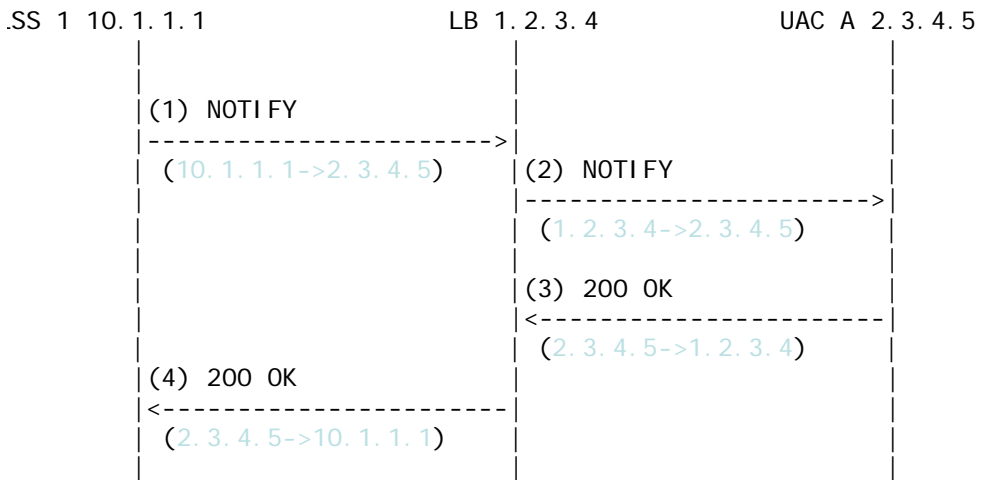 .SS 1 10.1.1.1 LB 1.2.3.4 UAC A 2.3.4.5
(1) NOTIFY
----------------------->
(10.1.1.1->2.3.4.5) (2) NOTIFY
----------------------->
(1.2.3.4->2.3.4.5)
(3) 200 OK
<-----------------------
(2.3.4.5->1.2.3.4)
(4) 200 OK
<-----------------------
(2.3.4.5->10.1.1.1)